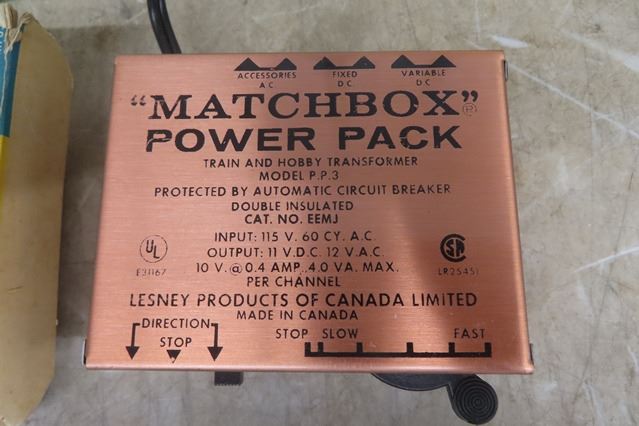 ACCESSORIES FIXED VARIABLE
A.C. D.C. D.C.
"MATCHBOX"®
POWER PACK
TRAIN AND HOBBY TRANSFORMER
MODEL P.P.3
PROTECTED BY AUTOMATIC CIRCUIT BREAKER
DOUBLE INSULATED
CAT. NO. EEMJ
INPUT: 115 V. 60 CY. A.C.
OUTPUT: 11 V.D.C. 12 V.A.C.
10 V. @ 0.4 AMP., 4.0 VA. MAX.
PER CHANNEL
UL
E31167
SA
LR25451
LESNEY PRODUCTS OF CANADA LIMITED
MADE IN CANADA
DIRECTION
STOP
STOP SLOW FAST